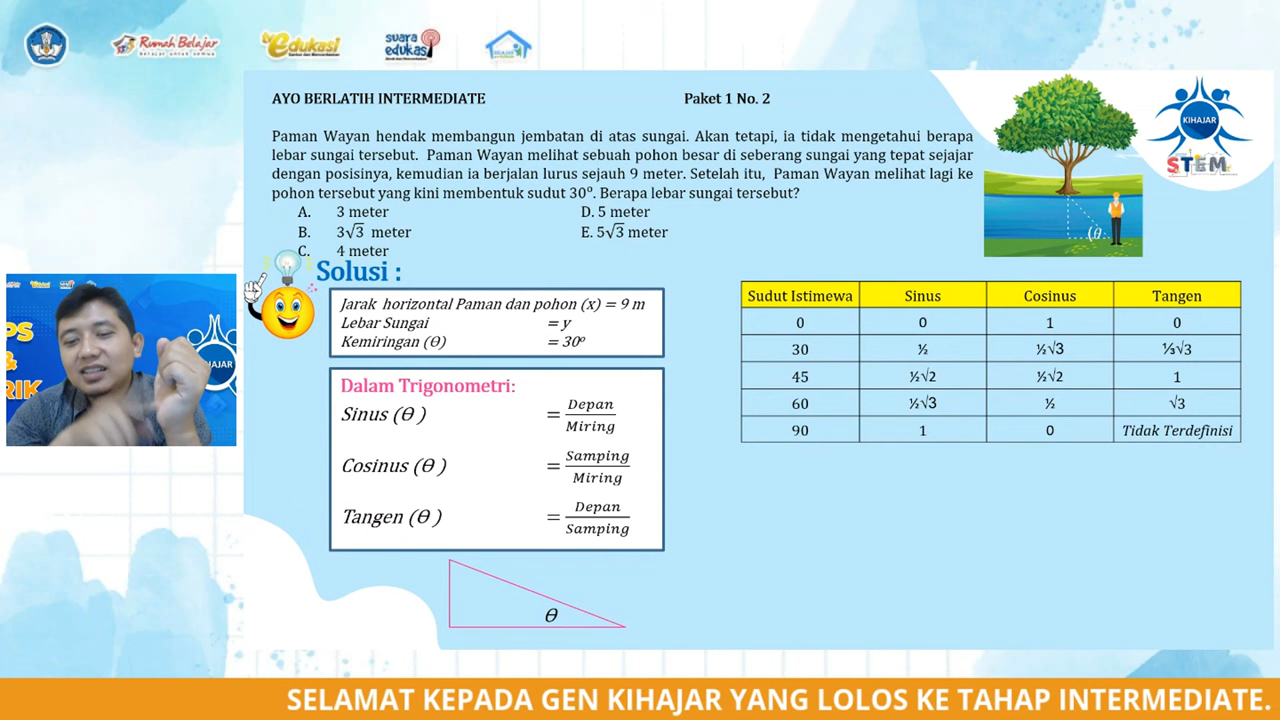 Rumah Belajar
tv edukasi
suara
edukasi
AYO BERLATIH INTERMEDIATE
Paket 1 No. 2
KIHAJAR
STEM
Paman Wayan hendak membangun jembatan di atas sungai. Akan tetapi, ia tidak mengetahui berapa
lebar sungai tersebut. Paman Wayan melihat sebuah pohon besar di seberang sungai yang tepat sejajar
dengan posisinya, kemudian ia berjalan lurus sejauh 9 meter. Setelah itu, Paman Wayan melihat lagi ke
pohon tersebut yang kini membentuk sudut 30⁰. Berapa lebar sungai tersebut?
A. 3 meter
B. 3√3 meter
C. 4 meter
D. 5 meter
E. 5√3 meter
(θ
Solusi :
Jarak horizontal Paman dan pohon (x) = 9 m
Lebar Sungai = y
Kemiringan (Θ) = 30⁰
Dalam Trigonometri:
Sinus (Θ ) = Depan/Miring
Cosinus (Θ ) = Samping/Miring
Tangen (Θ ) = Depan/Samping
Θ
Sudut Istimewa Sinus Cosinus Tangen
0 0 1 0
30 ½ ½√3 ⅓√3
45 ½√2 ½√2 1
60 ½√3 ½ √3
90 1 0 Tidak Terdefinisi
AJAR
SELAMAT KEPADA GEN KIHAJAR YANG LOLOS KE TAHAP INTERMEDIATE.